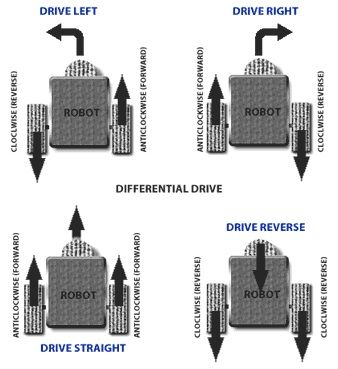 DRIVE LEFT
DRIVE RIGHT
CLOCLWISE (REVERSE)
ROBOT
ANTICLOCKWISE (FORWARD)
ANTICLOCKWISE (FORWARD)
ROBOT
CLOCLWISE (REVERSE)
DIFFERENTIAL DRIVE
DRIVE REVERSE
ANTICLOCKWISE (FORWARD)
ROBOT
ANTICLOCKWISE (FORWARD)
CLOCLWISE (REVERSE)
ROBOT
CLOCLWISE (REVERSE)
DRIVE STRAIGHT